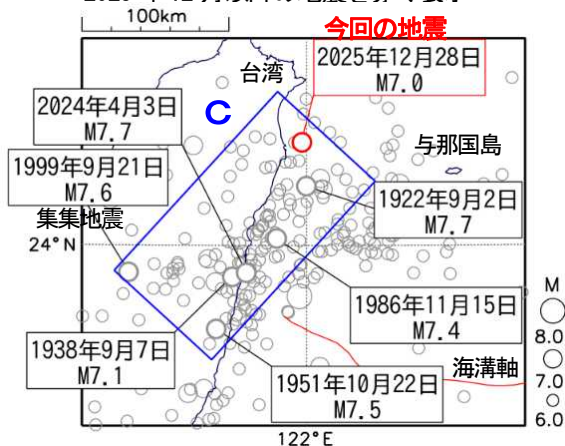 100km
今回の地震
2025年12月28日
M7.0
台湾
C
2024年4月3日
M7.7
1999年9月21日
M7.6
集集地震
与那国島
1922年9月2日
M7.7
24°N
1986年11月15日
M7.4
1938年9月7日
M7.1
1951年10月22日
M7.5
海溝軸
M
8.0
7.0
6.0
122°E